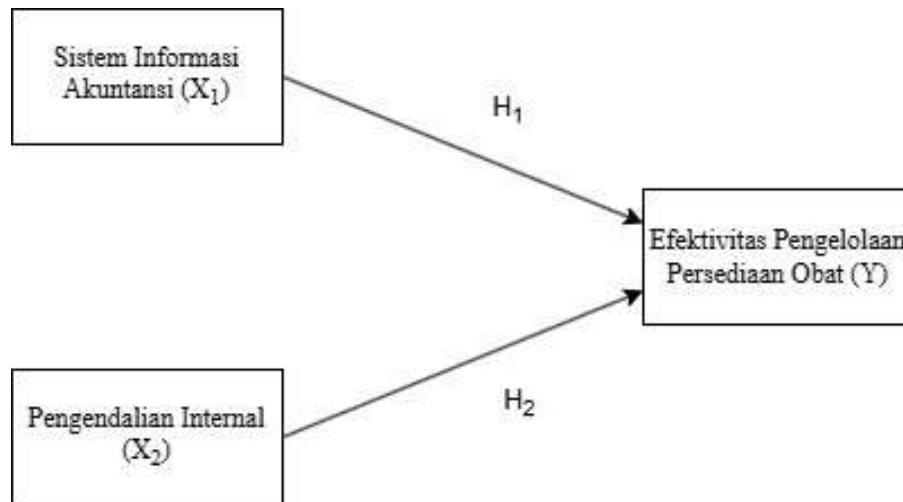 Sistem Informasi
Akuntansi (X₁)
H₁
Efektivitas Pengelolaan
Persediaan Obat (Y)
H₂
Pengendalian Internal
(X₂)